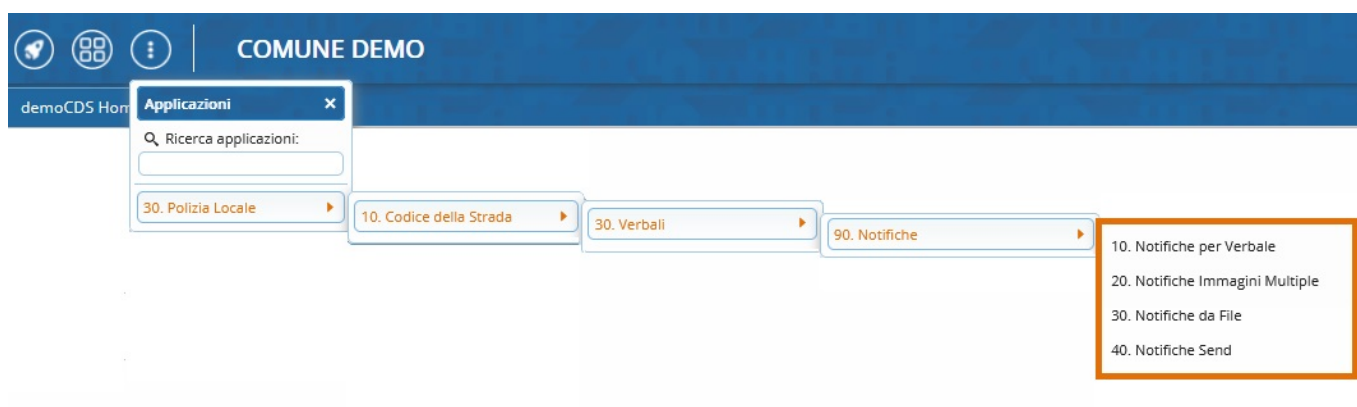 COMUNE DEMO
demoCDS Hom
Applicazioni
Ricerca applicazioni:
30. Polizia Locale
10. Codice della Strada
30. Verbali
90. Notifiche
10. Notifiche per Verbale
20. Notifiche Immagini Multiple
30. Notifiche da File
40. Notifiche Send